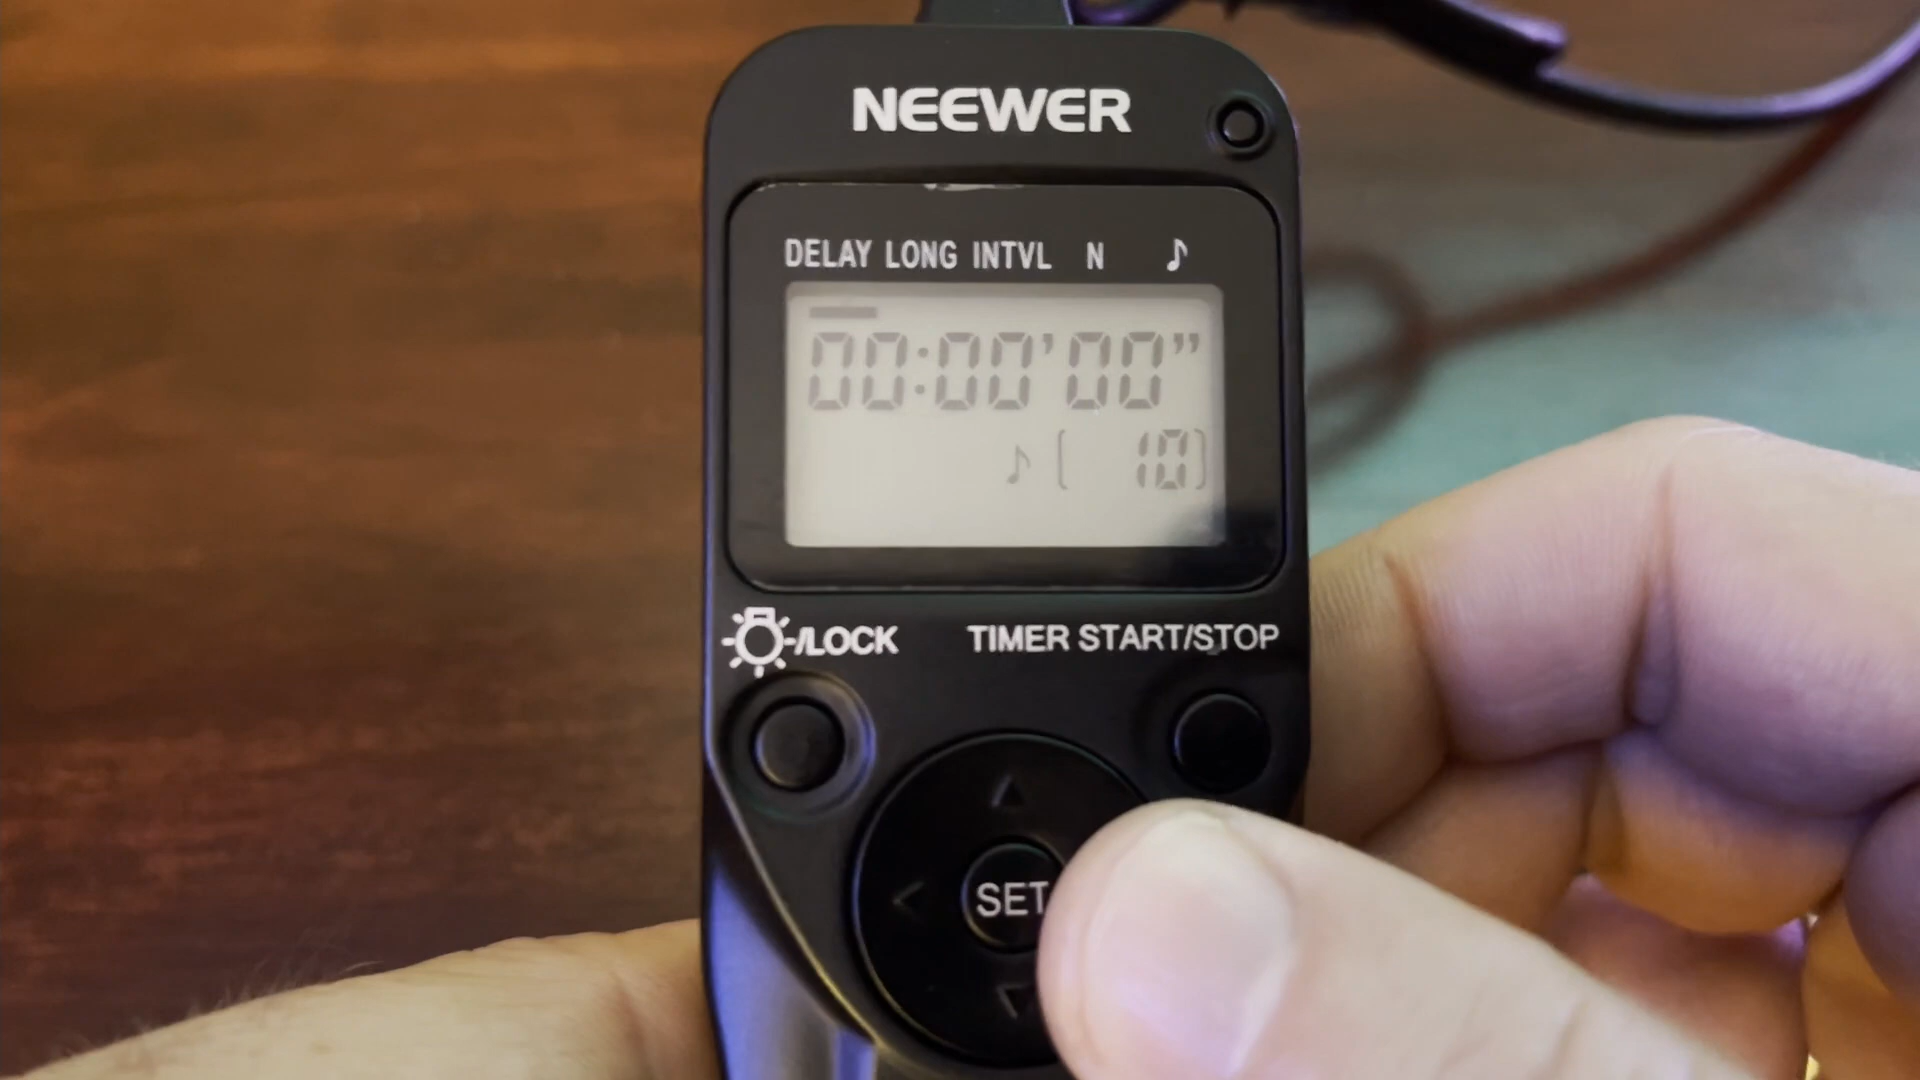 NEEWER
DELAY LONG INTVL N ♪
00:00'00"
♪ [ 10]
/LOCK TIMER START/STOP
SET